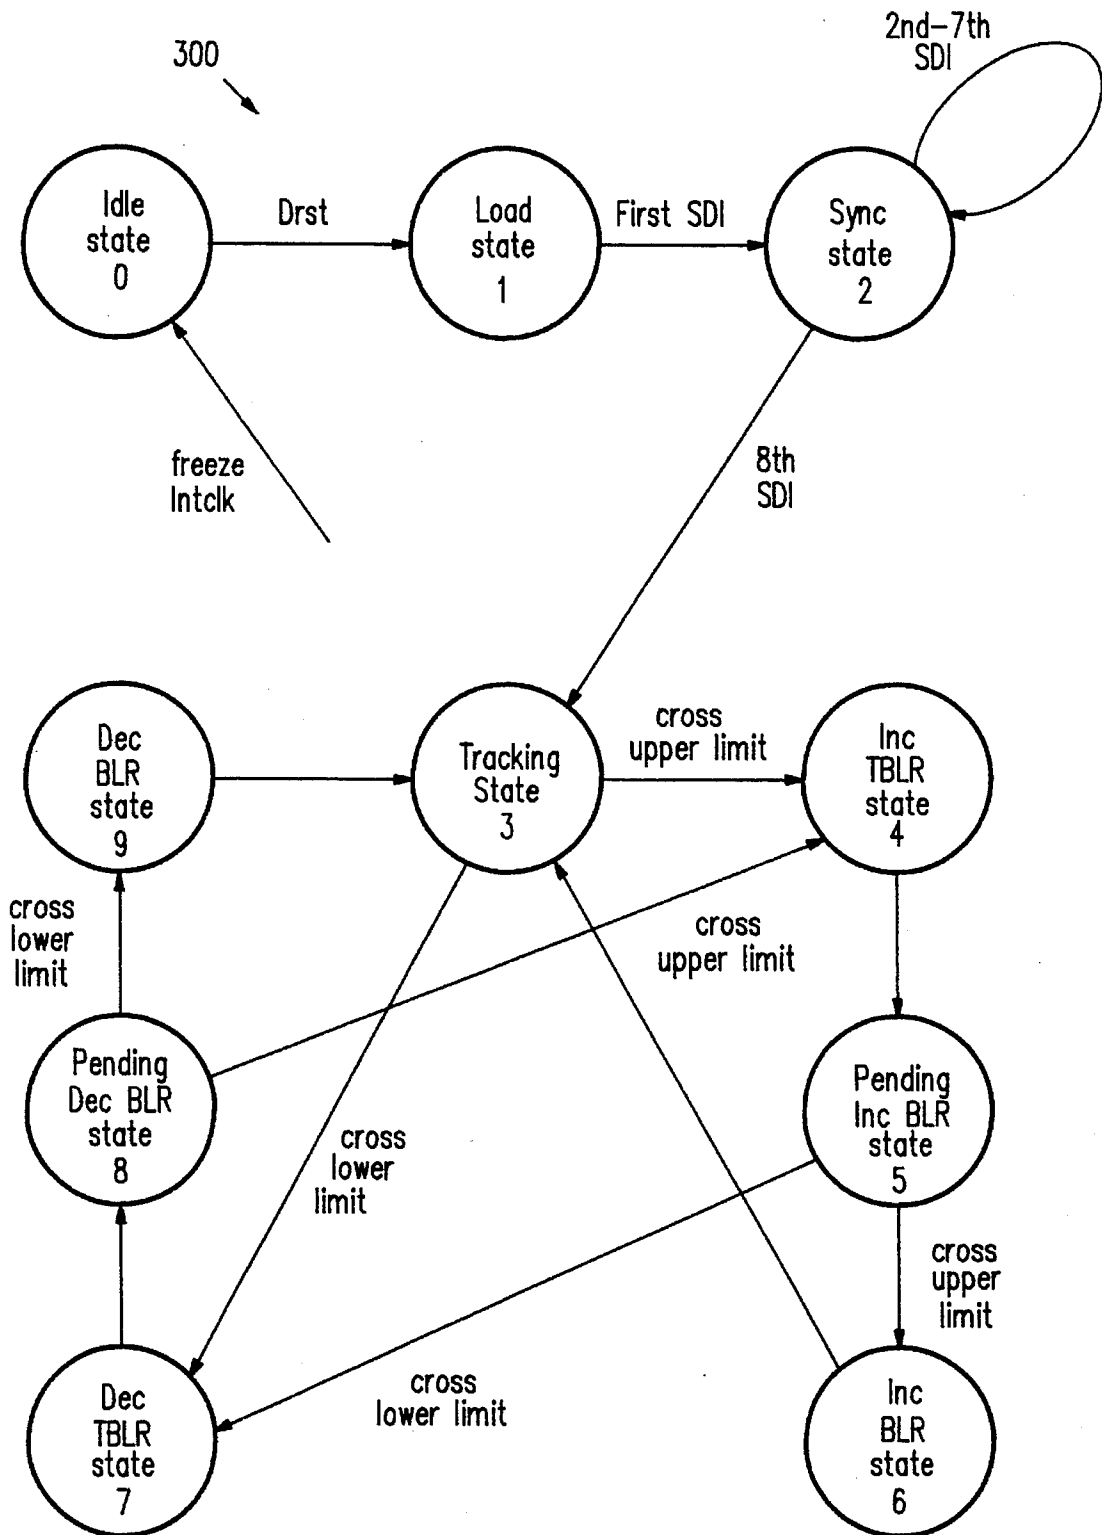 2nd-7th
SDI
300
Idle
state
0
Drst
Load
state
1
First SDI
Sync
state
2
freeze
Intclk
8th
SDI
Dec
BLR
state
9
Tracking
State
3
cross
upper limit
Inc
TBLR
state
4
cross
lower
limit
cross
upper limit
Pending
Dec BLR
state
8
Pending
Inc BLR
state
5
cross
lower
limit
cross
upper
limit
Dec
TBLR
state
7
cross
lower limit
Inc
BLR
state
6